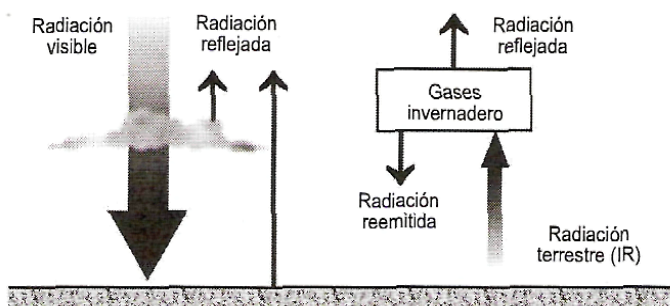 Radiación
visible
Radiación
reflejada
Radiación
reflejada
Gases
invernadero
Radiación
reemitida
Radiación
terrestre (IR)